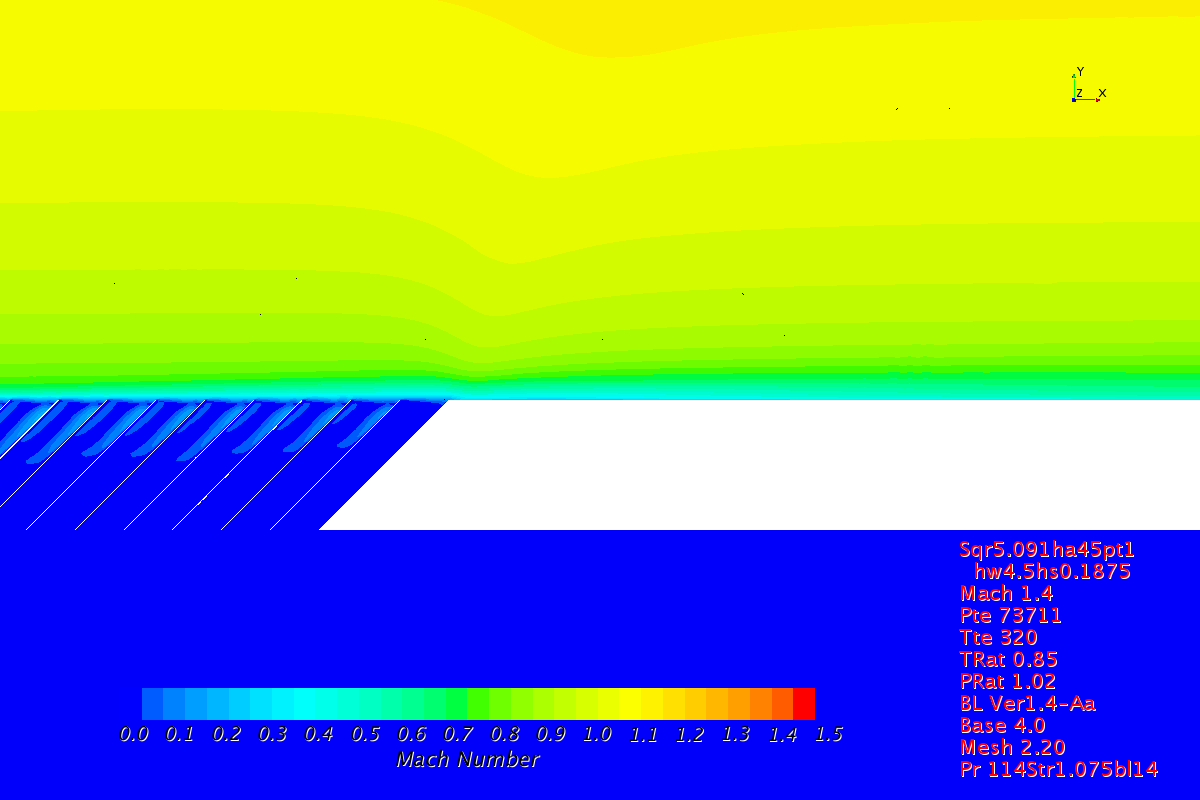 Y
Z X
Sqr5.091ha45pt1
hw4.5hs0.1875
Mach 1.4
Pte 73711
Tte 320
TRat 0.85
PRat 1.02
BL Ver1.4-Aa
Base 4.0
Mesh 2.20
Pr 114Str1.075bl14
0.0 0.1 0.2 0.3 0.4 0.5 0.6 0.7 0.8 0.9 1.0 1.1 1.2 1.3 1.4 1.5
Mach Number